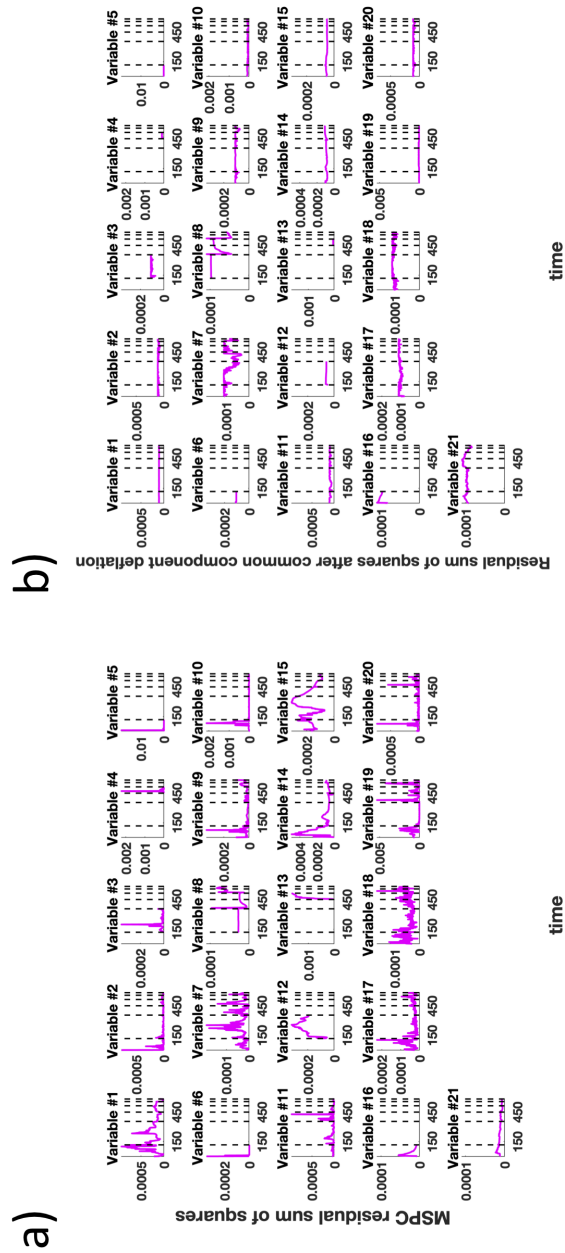 a)
MSPC residual sum of squares
Variable #1 Variable #2 Variable #3 Variable #4 Variable #5
0.0005 0.0005 0.0002 0.002 0.001 0.01
0 0 0 0 0
150 450 150 450 150 450 150 450 150 450
Variable #6 Variable #7 Variable #8 Variable #9 Variable #10
0.0002 0.0001 0.0001 0.0002 0.002 0.001
0 0 0 0 0
150 450 150 450 150 450 150 450 150 450
Variable #11 Variable #12 Variable #13 Variable #14 Variable #15
0.0005 0.0002 0.001 0.0004 0.0002 0.0002
0 0 0 0 0
150 450 150 450 150 450 150 450 150 450
Variable #16 Variable #17 Variable #18 Variable #19 Variable #20
0.0001 0.0002 0.0001 0.0001 0.005 0.0005
0 0 0 0 0
150 450 150 450 150 450 150 450 150 450
Variable #21
0.0001
0
150 450
time
b)
Residual sum of squares after common component deflation
Variable #1 Variable #2 Variable #3 Variable #4 Variable #5
0.0005 0.0005 0.0002 0.002 0.001 0.01
0 0 0 0 0
150 450 150 450 150 450 150 450 150 450
Variable #6 Variable #7 Variable #8 Variable #9 Variable #10
0.0002 0.0001 0.0001 0.0002 0.002 0.001
0 0 0 0 0
150 450 150 450 150 450 150 450 150 450
Variable #11 Variable #12 Variable #13 Variable #14 Variable #15
0.0005 0.0002 0.001 0.0004 0.0002 0.0002
0 0 0 0 0
150 450 150 450 150 450 150 450 150 450
Variable #16 Variable #17 Variable #18 Variable #19 Variable #20
0.0001 0.0002 0.0001 0.0001 0.005 0.0005
0 0 0 0 0
150 450 150 450 150 450 150 450 150 450
Variable #21
0.0001
0
150 450
time